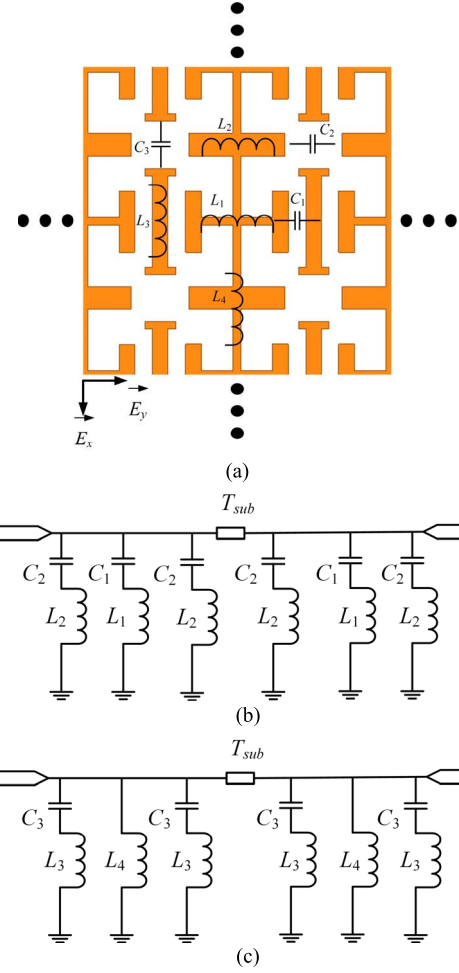 L2
C2
C3
L1
C1
L3
L4
Ey
Ex
(a)
Tsub
C2 C1 C2 C2 C1 C2
L2 L1 L2 L2 L1 L2
(b)
Tsub
C3 C3 C3 C3
L3 L4 L3 L3 L4 L3
(c)